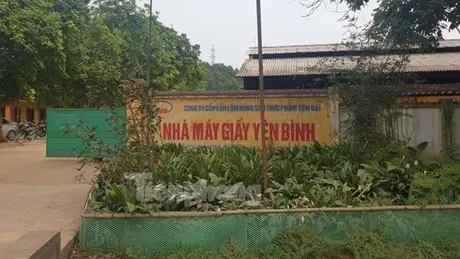 CÔNG TY CỔ PHẦN LÂM NÔNG SẢN THỰC PHẨM YÊN BÁI
NHÀ MÁY GIẤY YÊN BÌNH